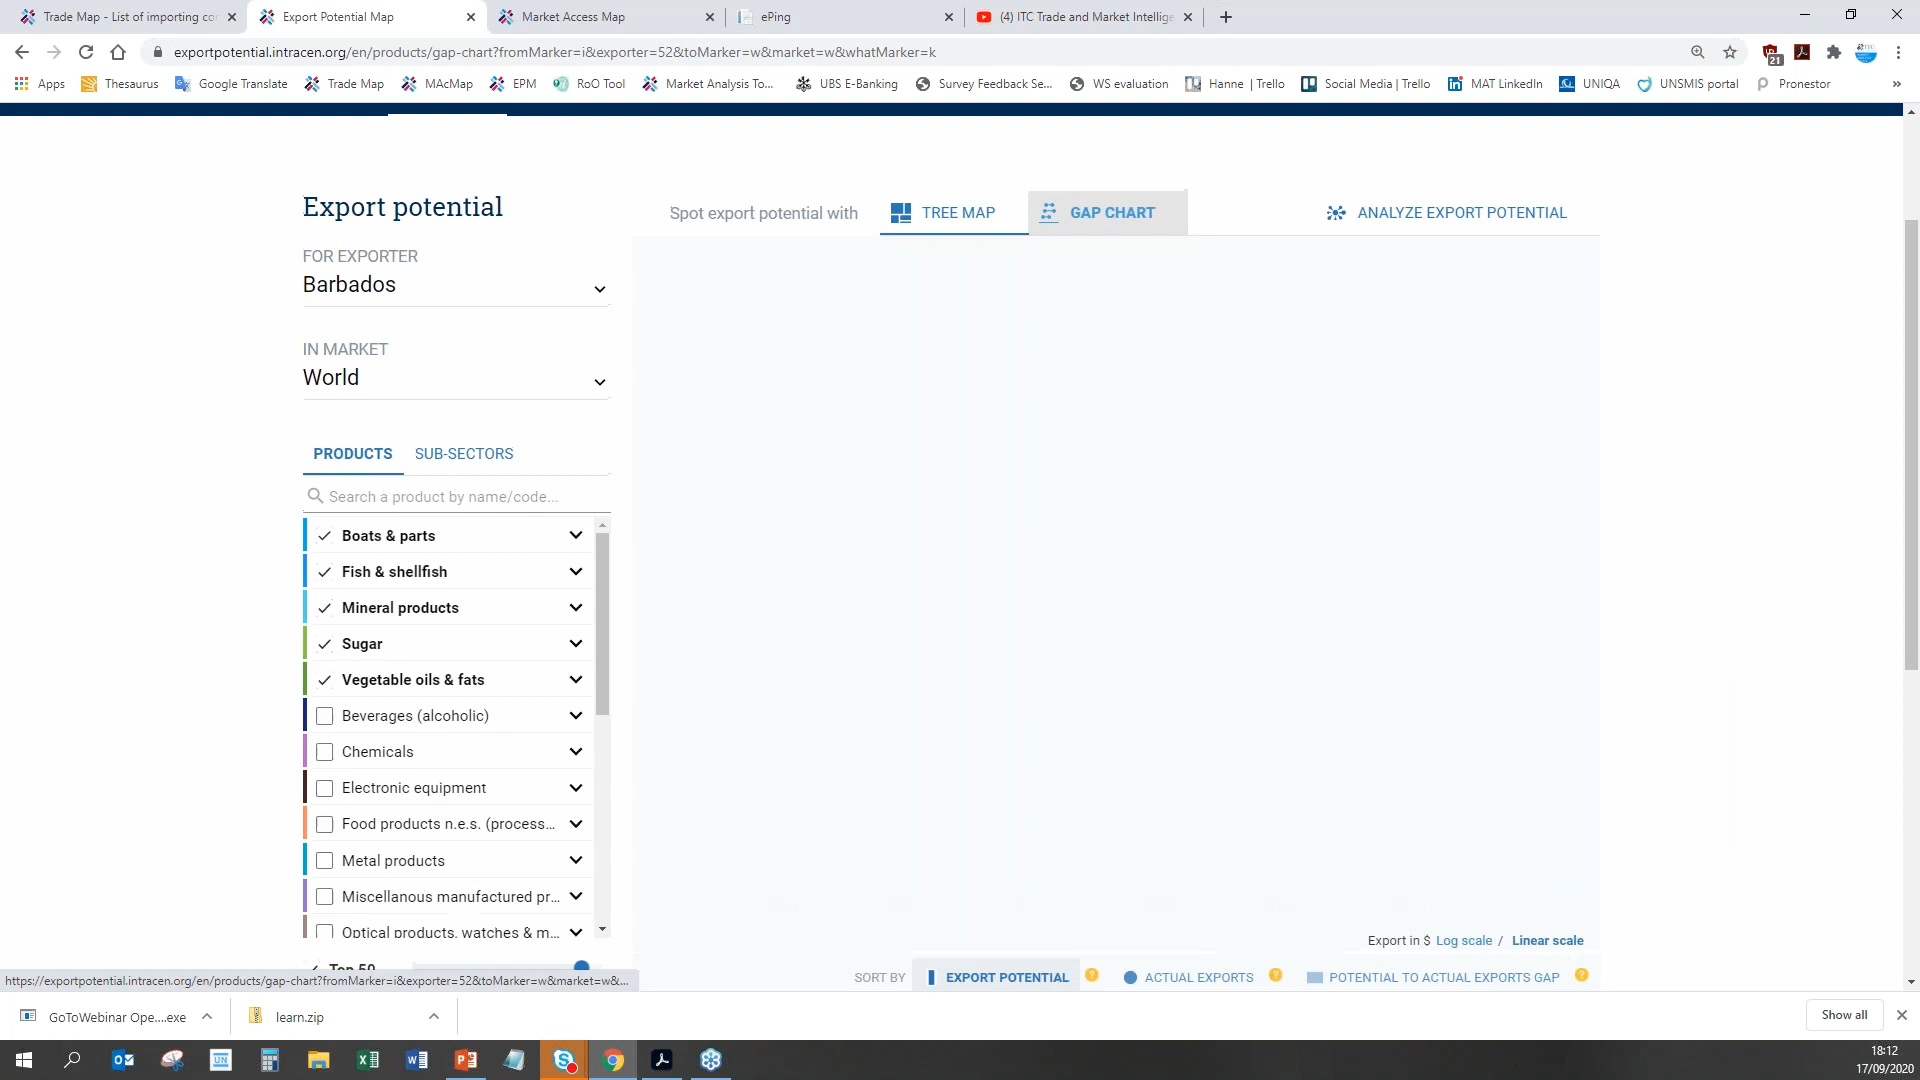 Trade Map - List of importing co
Export Potential Map
Market Access Map
ePing
(4) ITC Trade and Market Intellige
exportpotential.intracen.org/en/products/gap-chart?fromMarker=i&exporter=52&toMarker=w&market=w&whatMarker=k
21
Apps
Thesaurus
Google Translate
Trade Map
MAcMap
EPM
RoO Tool
Market Analysis To...
UBS E-Banking
Survey Feedback Se...
WS evaluation
Hanne | Trello
Social Media | Trello
MAT LinkedIn
UNIQA
UNSMIS portal
Pronestor
»
Export potential
Spot export potential with
TREE MAP
GAP CHART
ANALYZE EXPORT POTENTIAL
FOR EXPORTER
Barbados
IN MARKET
World
PRODUCTS
SUB-SECTORS
Search a product by name/code...
Boats & parts
Fish & shellfish
Mineral products
Sugar
Vegetable oils & fats
Beverages (alcoholic)
Chemicals
Electronic equipment
Food products n.e.s. (process...
Metal products
Miscellanous manufactured pr...
Optical products, watches & m...
Top 50
Export in $ Log scale / Linear scale
SORT BY
EXPORT POTENTIAL
?
ACTUAL EXPORTS
?
POTENTIAL TO ACTUAL EXPORTS GAP
?
https://exportpotential.intracen.org/en/products/gap-chart?fromMarker=i&exporter=52&toMarker=w&market=w&...
GoToWebinar Ope....exe
learn.zip
Show all
18:12
17/09/2020